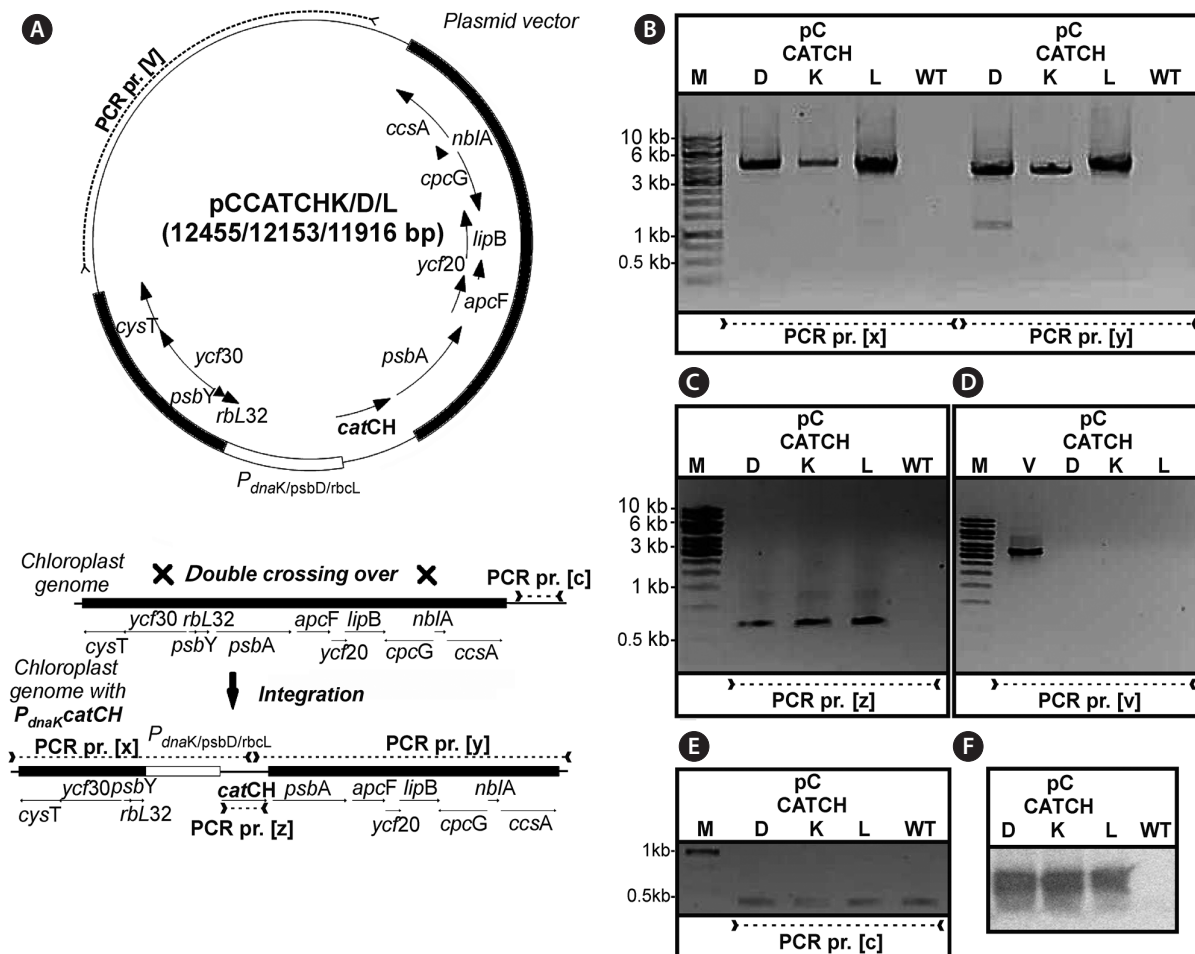 A
Plasmid vector
PCR pr. [V]
ccsA
nblA
cpcG
pCCATCHK/D/L
(12455/12153/11916 bp)
lipB
ycf20
apcF
cysT
ycf30
psbA
psbY
rbL32
catCH
PdnaK/psbD/rbcL
Chloroplast
genome
Double crossing over
PCR pr. [c]
ycf30 rbL32 apcF lipB nblA
cysT psbY psbA ycf20 cpcG ccsA
Chloroplast
genome with
PdnaKcatCH
Integration
PCR pr. [x] PdnaK/psbD/rbcL PCR pr. [y]
ycf30psbY catCH psbA apcF lipB nblA
cysT rbL32 ycf20 cpcG ccsA
PCR pr. [z]
B
pC pC
CATCH CATCH
M D K L WT D K L WT
10 kb
6 kb
3 kb
1 kb
0.5 kb
PCR pr. [x] PCR pr. [y]
C
pC
CATCH
M D K L WT
10 kb
6 kb
3 kb
1 kb
0.5 kb
PCR pr. [z]
D
pC
CATCH
M V D K L
PCR pr. [v]
E
pC
CATCH
M D K L WT
1kb
0.5kb
PCR pr. [c]
F
pC
CATCH
D K L WT